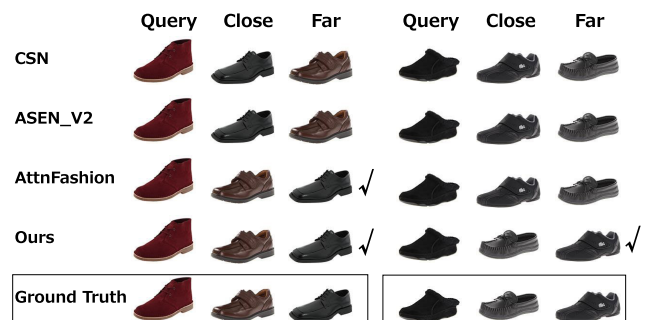 Query Close Far Query Close Far
CSN
ASEN_V2
AttnFashion
Ours
Ground Truth